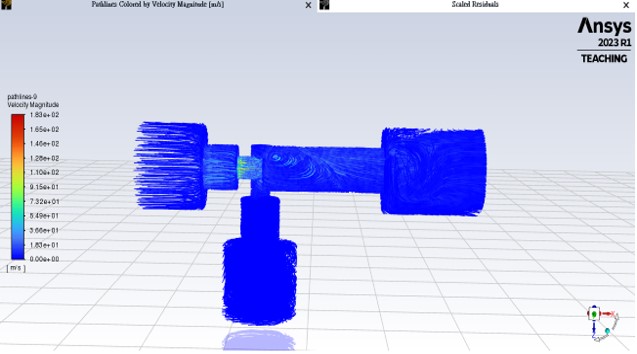 Pathlines Colored by Velocity Magnitude [m/s]
x
Scaled Residuals
x
Ansys
2023 R1
TEACHING
pathlines-9
Velocity Magnitude
1.83e+02
1.65e+02
1.46e+02
1.28e+02
1.10e+02
9.15e+01
7.32e+01
5.49e+01
3.66e+01
1.83e+01
0.00e+00
[ m/s ]